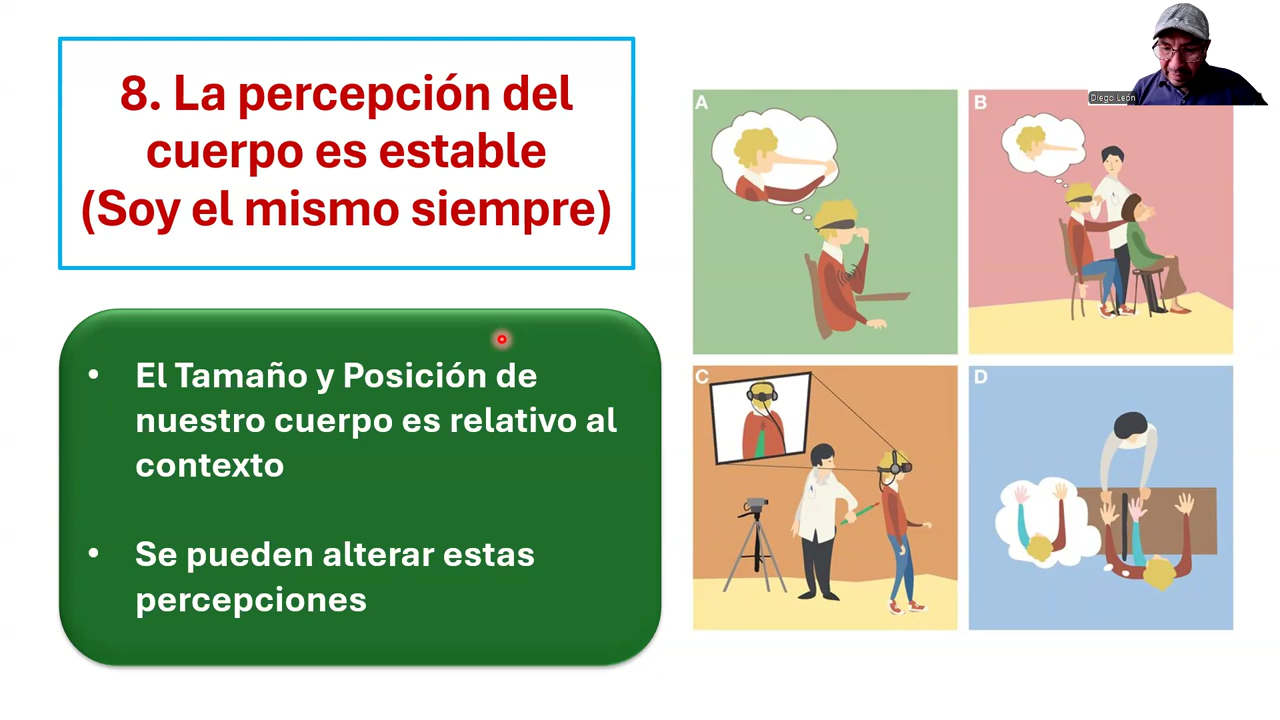 8. La percepción del
cuerpo es estable
(Soy el mismo siempre)
• El Tamaño y Posición de
nuestro cuerpo es relativo al
contexto
• Se pueden alterar estas
percepciones
A
B
C
D
Diego León